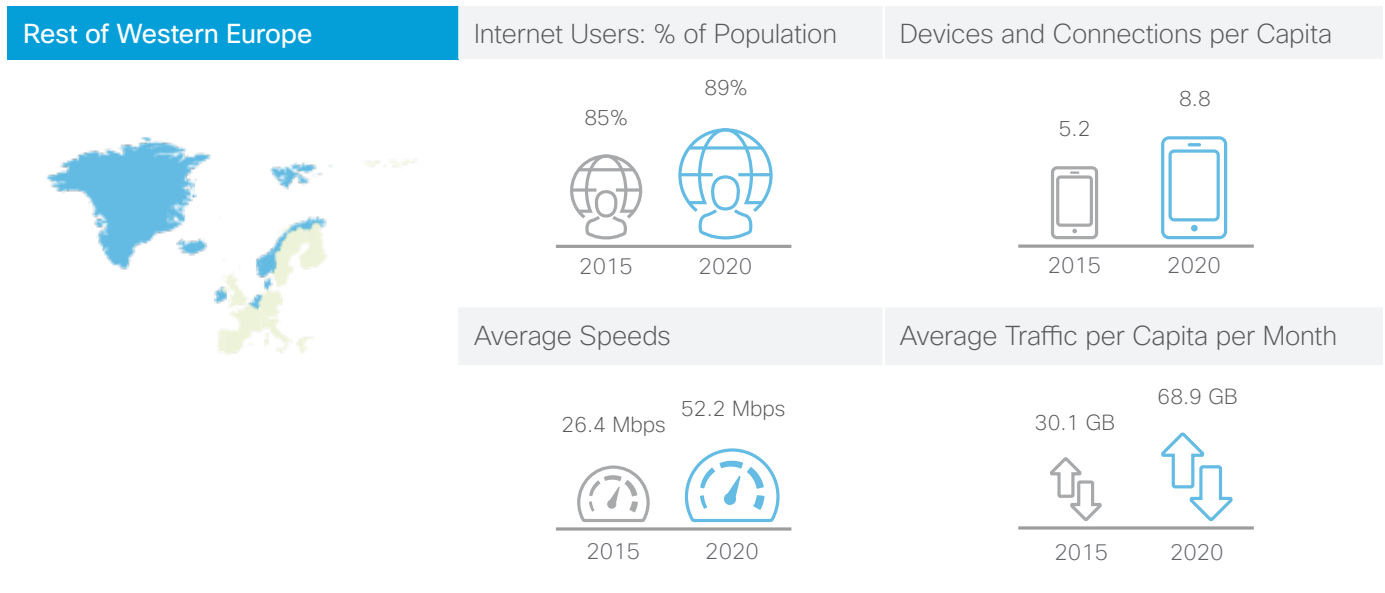 Rest of Western Europe
Internet Users: % of Population
85%
89%
2015
2020
Devices and Connections per Capita
5.2
8.8
2015
2020
Average Speeds
26.4 Mbps
52.2 Mbps
2015
2020
Average Traffic per Capita per Month
30.1 GB
68.9 GB
2015
2020